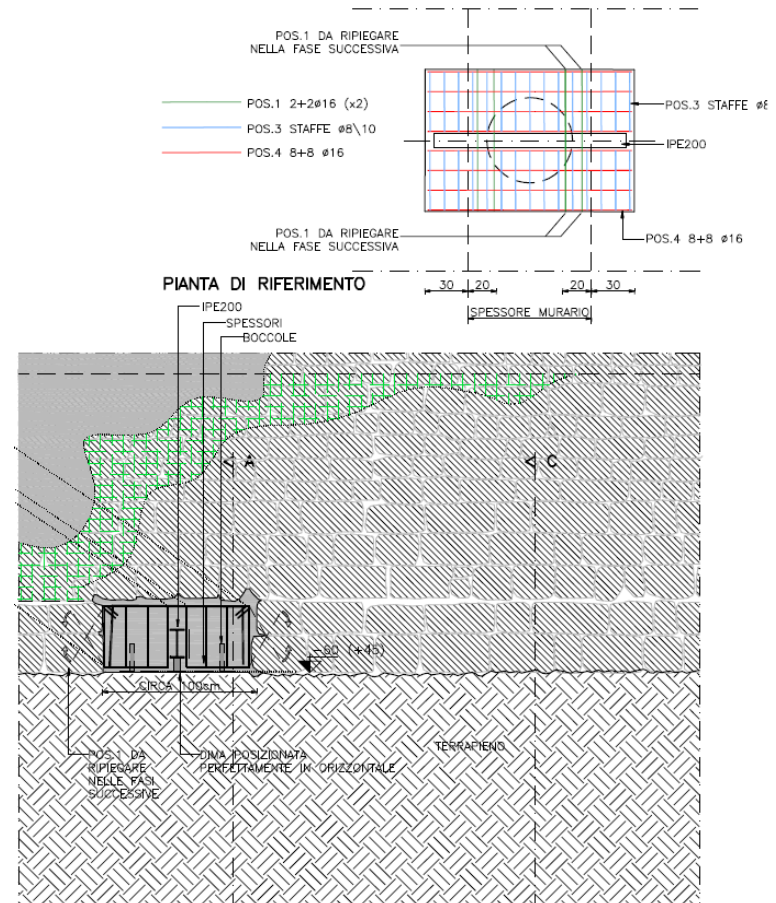 POS.1 DA RIPIEGARE
NELLA FASE SUCCESSIVA
POS.1 2+2ø16 (x2)
POS.3 STAFFE ø8\10
POS.4 8+8 ø16
POS.3 STAFFE ø8
IPE200
POS.1 DA RIPIEGARE
NELLA FASE SUCCESSIVA
POS.4 8+8 ø16
30 20 20 30
SPESSORE MURARIO
PIANTA DI RIFERIMENTO
IPE200
SPESSORI
BOCCOLE
A C
-60 (+45)
CIRCA 100cm
POS.1 DA
RIPIEGARE
NELLE FASI
SUCCESSIVE
DIMA POSIZIONATA
PERFETTAMENTE IN ORIZZONTALE
TERRAPIENO